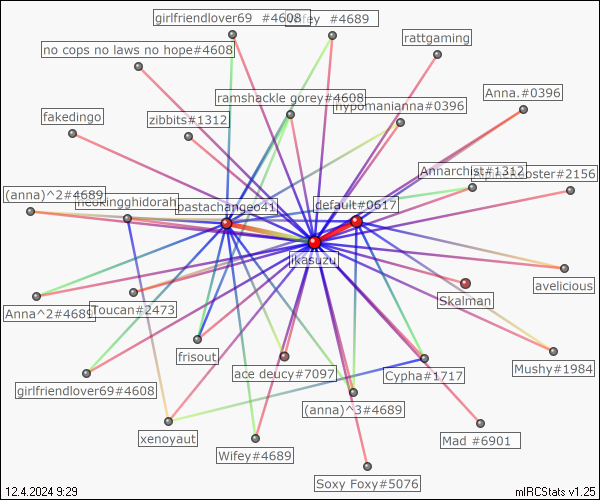 girlfriendlover69 #4608
#4689
rattgaming
no cops no laws no hope#4608
ramshackle gorey#4608
Anna.#0396
hypomanianna#0396
fakedingo
zibbits#1312
Annarchist#1312
#2156
(anna)^2#4689
neokingghidorah
pastachangeo41
default#0617
ikasuzu
avelicious
Skalman
Anna^2#4689
Toucan#2473
frisout
ace deucy#7097
Cypha#1717
Mushy#1984
girlfriendlover69#4608
(anna)^3#4689
xenoyaut
Wifey#4689
Mad #6901
Soxy Foxy#5076
12.4.2024 9:29
mIRCStats v1.25